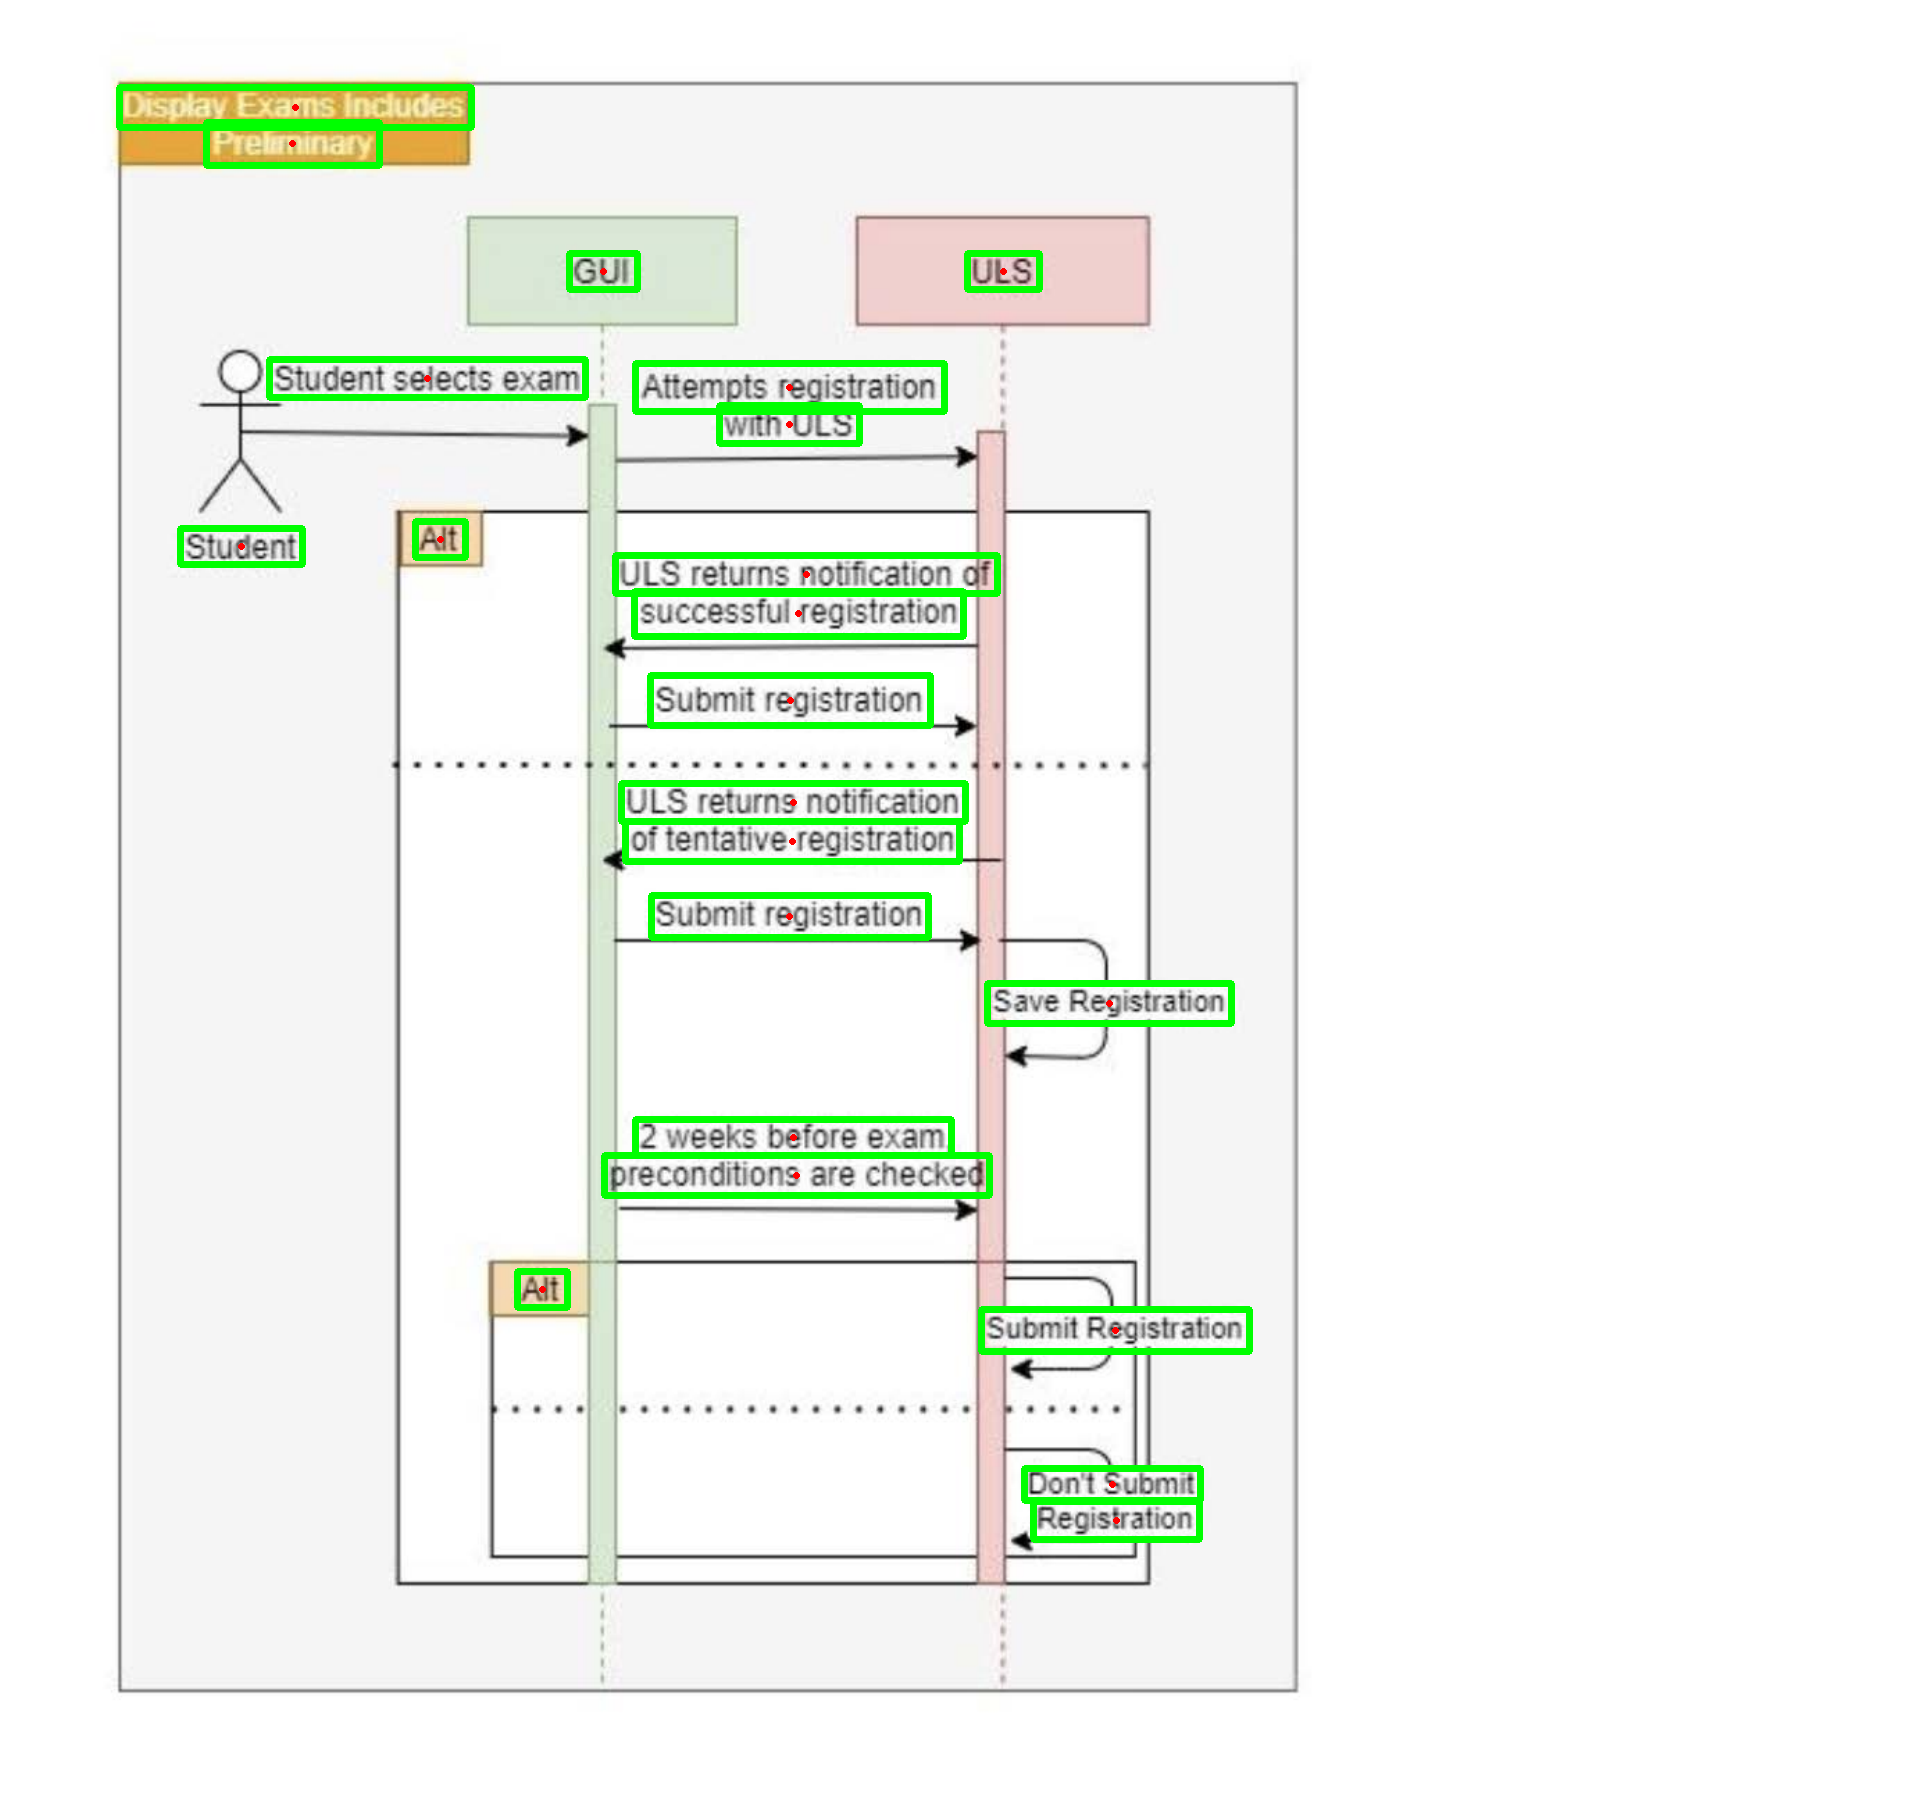 Display Exams Includes
Preliminary
GUI
ULS
Student selects exam
Attempts registration
with ULS
Student
Alt
ULS returns notification of
successful registration
Submit registration
ULS returns notification
of tentative registration
Submit registration
Save Registration
2 weeks before exam
preconditions are checked
Alt
Submit Registration
Don't Submit
Registration